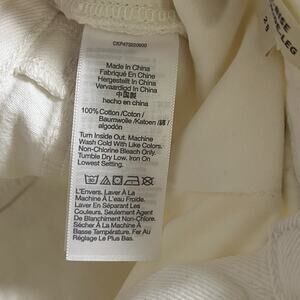 Made In China
Fabriqué En Chine
Hergestellt In China
Vervaardigd In China
中国製
hecho en china
100% Cotton /Coton /
Baumwolle /Katoen / 綿 /
algodón
Turn Inside Out. Machine
Wash Cold With Like Colors.
Non-Chlorine Bleach Only.
Tumble Dry Low. Iron On
Lowest Setting.
L'Envers. Laver À La
Machine À L'eau Froide.
Laver En Séparant Les
Couleurs. Seulement Agent
De Blanchiment Non-Chlore.
Sécher À La Machine À
Basse Température. Fer Au
Réglage Le Plus Bas.